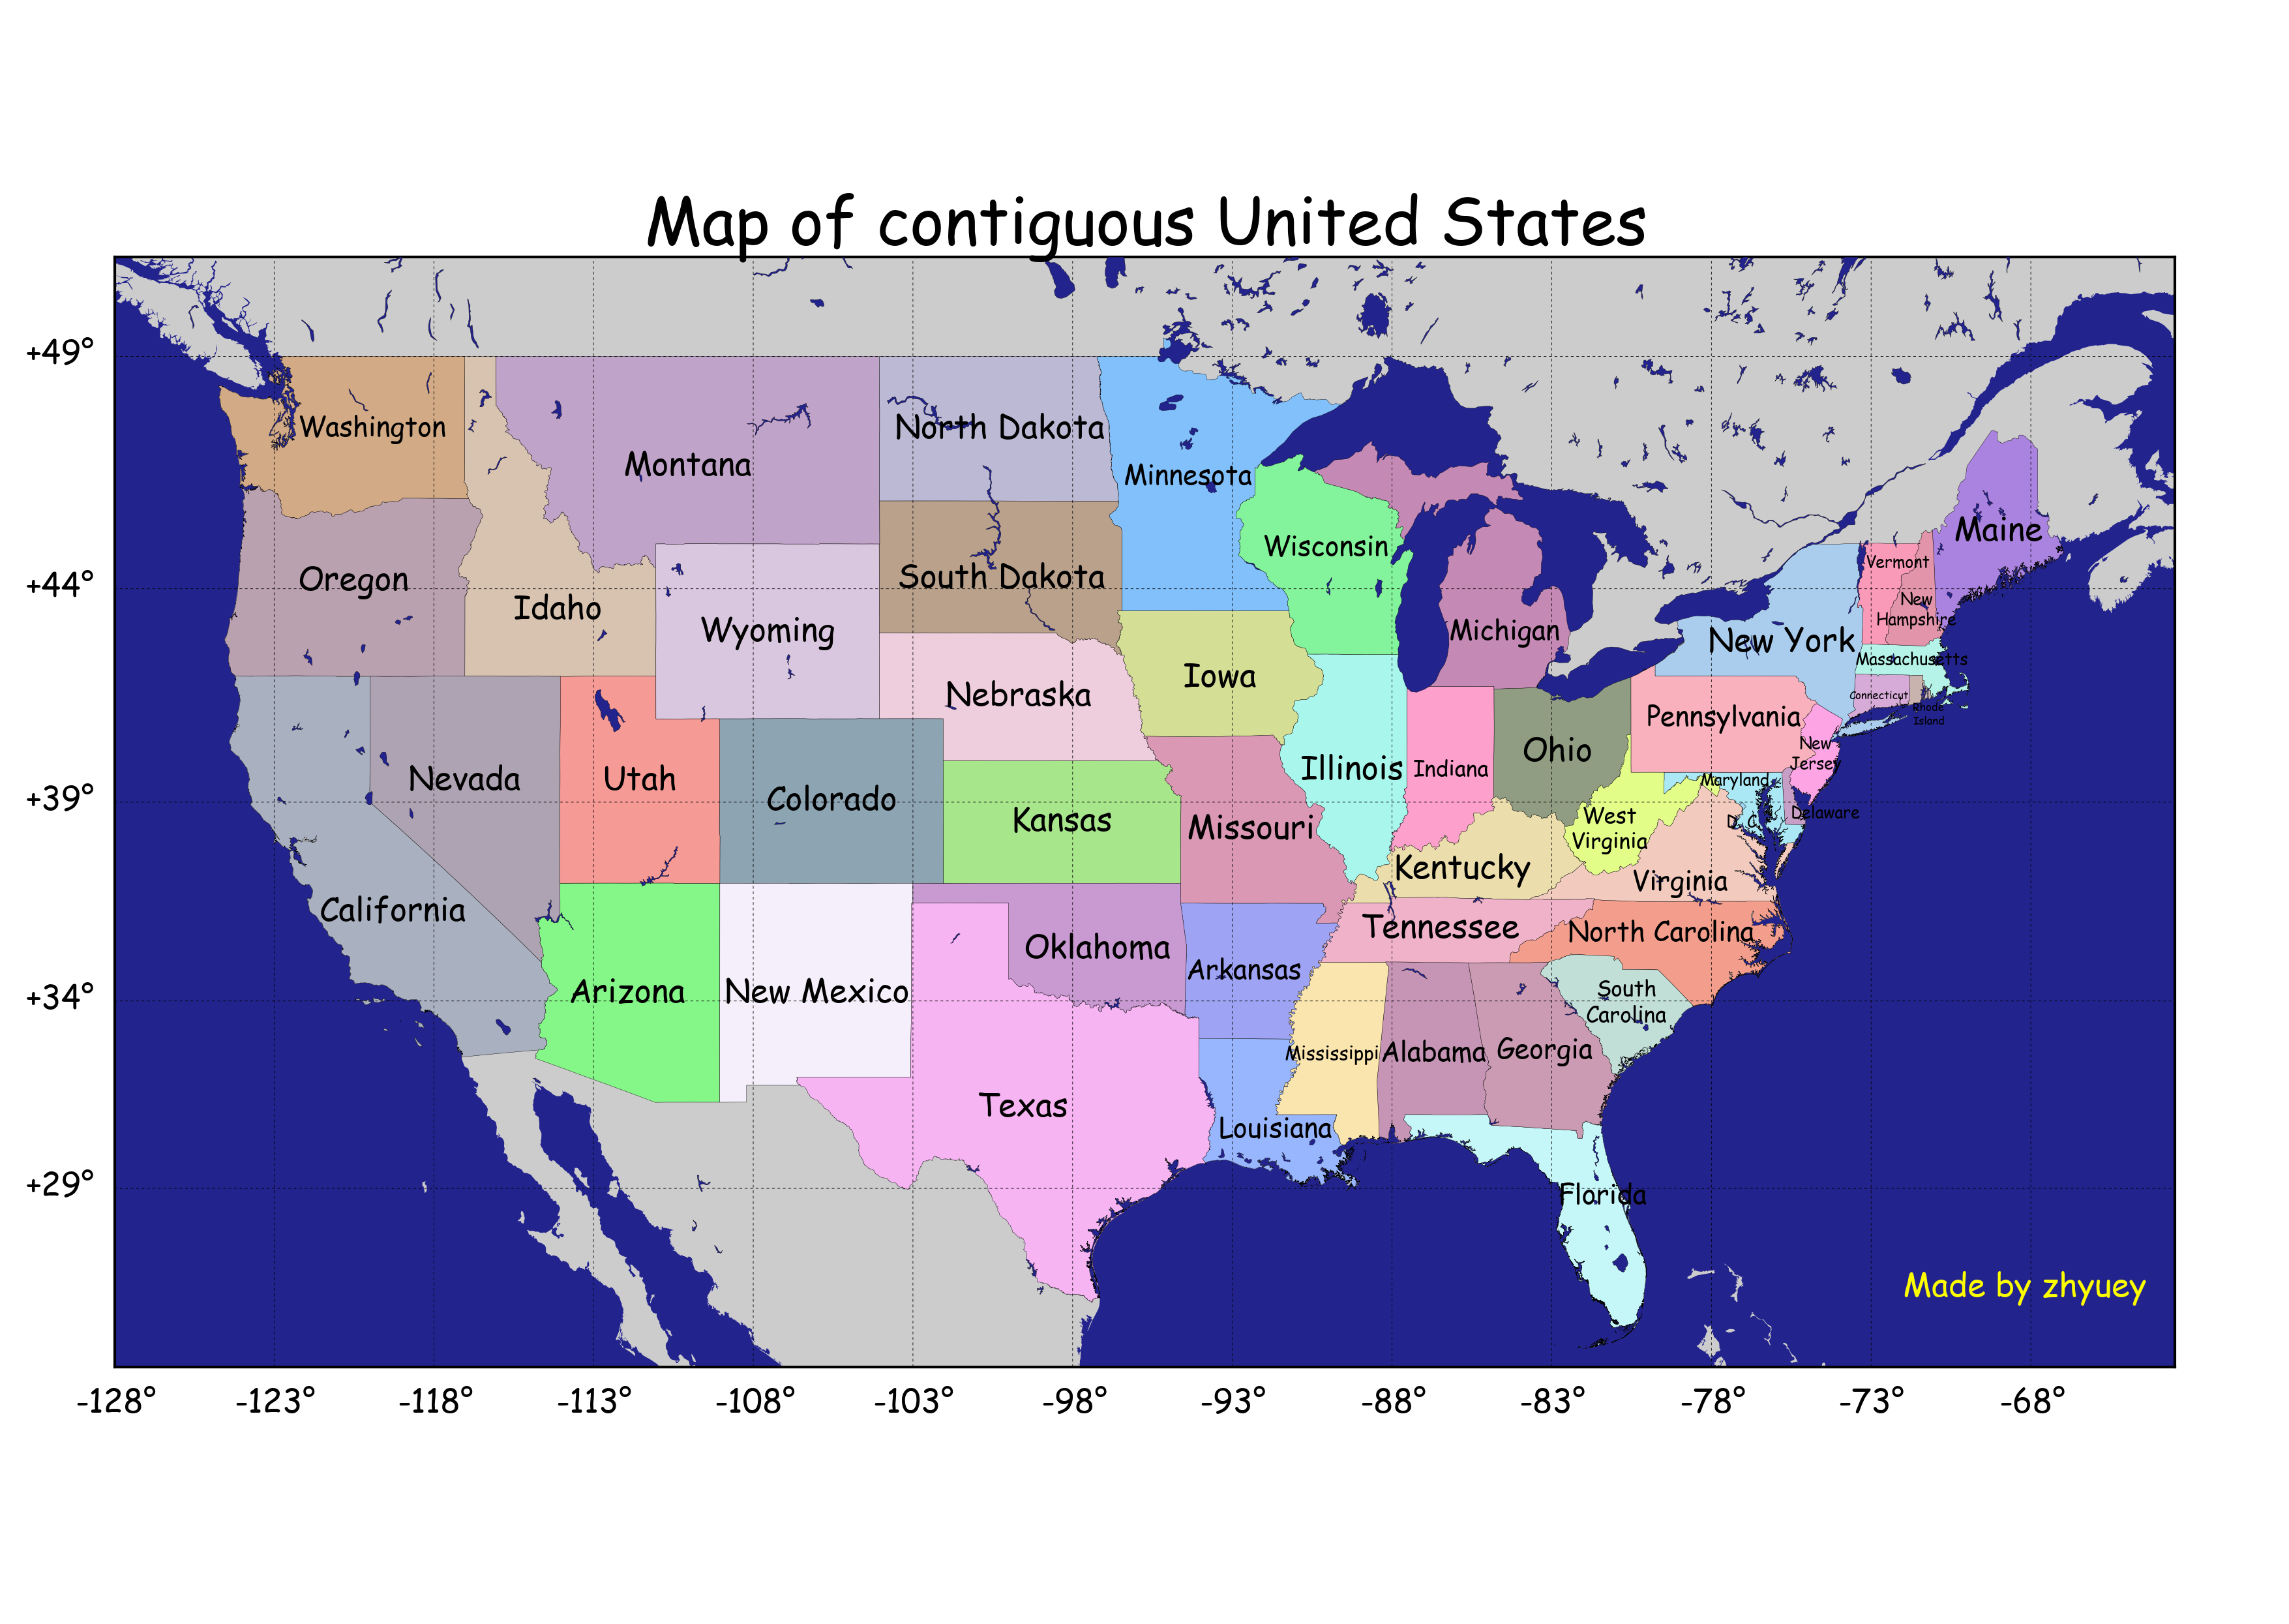 Map of contiguous United States
+49°
+44°
+39°
+34°
+29°
Washington
North Dakota
Montana
Minnesota
Maine
Wisconsin
Vermont
Oregon
South Dakota
Idaho
New
Hampshire
Wyoming
Michigan
New York
Massachusetts
Iowa
Nebraska
Connecticut
Rhode
Island
Pennsylvania
New
Jersey
Ohio
Illinois
Indiana
Nevada
Utah
Colorado
Maryland
Kansas
Missouri
West
Virginia
Delaware
D. C.
Kentucky
Virginia
California
Tennessee
North Carolina
Oklahoma
Arkansas
Arizona
New Mexico
South
Carolina
Mississippi
Alabama
Georgia
Texas
Louisiana
Florida
Made by zhyuey
-128°
-123°
-118°
-113°
-108°
-103°
-98°
-93°
-88°
-83°
-78°
-73°
-68°